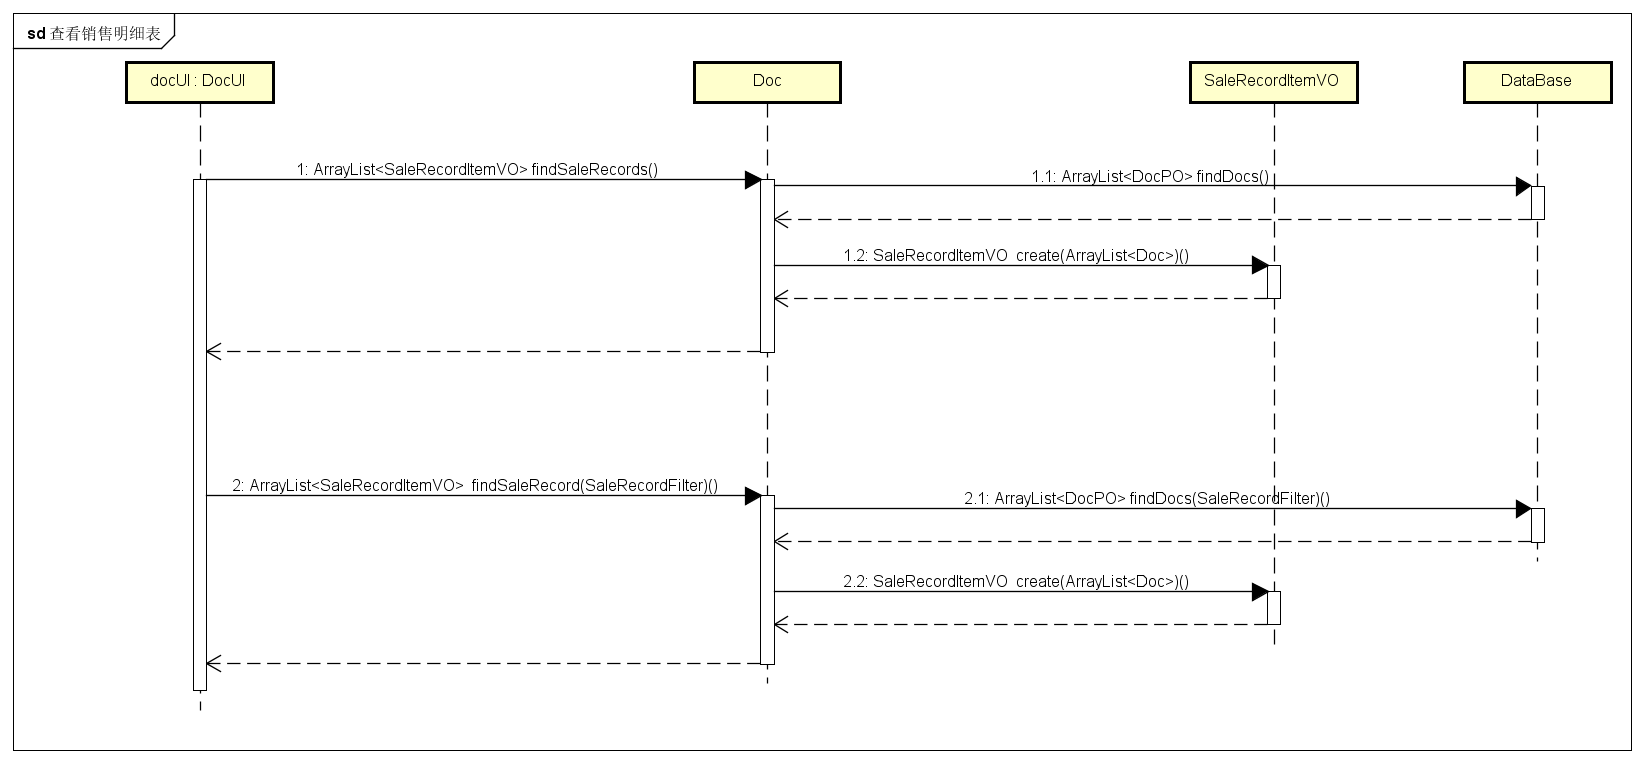 sd 查看销售明细表
docUI : DocUI
Doc
SaleRecordItemVO
DataBase
1: ArrayList<SaleRecordItemVO> findSaleRecords()
1.1: ArrayList<DocPO> findDocs()
1.2: SaleRecordItemVO  create(ArrayList<Doc>)()
2: ArrayList<SaleRecordItemVO>  findSaleRecord(SaleRecordFilter)()
2.1: ArrayList<DocPO> findDocs(SaleRecordFilter)()
2.2: SaleRecordItemVO  create(ArrayList<Doc>)()